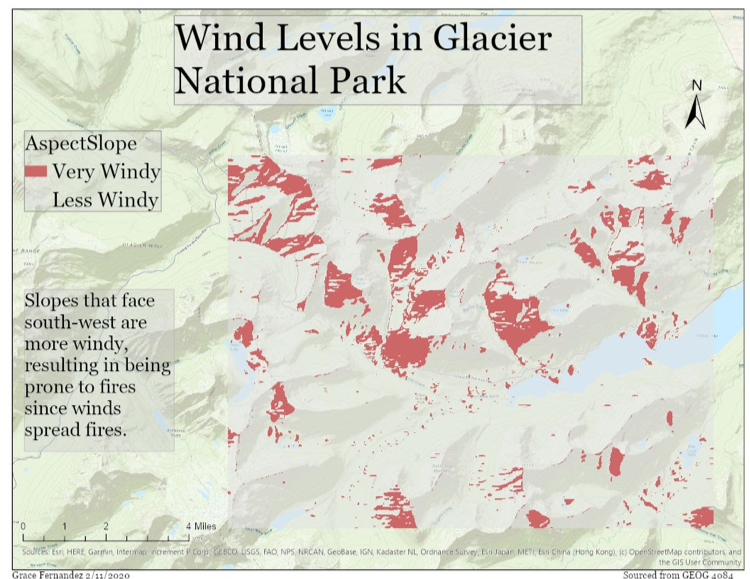 Wind Levels in Glacier
National Park
N
AspectSlope
Very Windy
Less Windy
Slopes that face
south-west are
more windy,
resulting in being
prone to fires
since winds
spread fires.
0 1 2 4 Miles
Sources: Esri, HERE, Garmin, Intermap, increment P Corp., GEBCO, USGS, FAO, NPS, NRCAN, GeoBase, IGN, Kadaster NL, Ordnance Survey, Esri Japan, METI, Esri China (Hong Kong), (c) OpenStreetMap contributors, and
the GIS User Community
Grace Fernandez 2/11/2020
Sourced from GEOG 4084